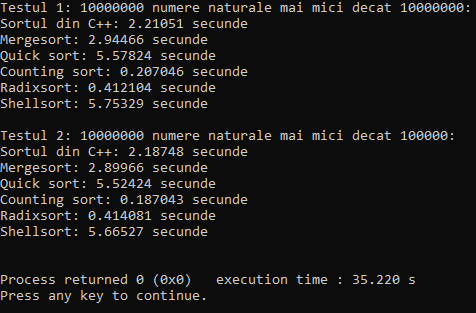 Testul 1: 10000000 numere naturale mai mici decat 10000000:
Sortul din C++: 2.21051 secunde
Mergesort: 2.94466 secunde
Quick sort: 5.57824 secunde
Counting sort: 0.207046 secunde
Radixsort: 0.412104 secunde
Shellsort: 5.75329 secunde
Testul 2: 10000000 numere naturale mai mici decat 100000:
Sortul din C++: 2.18748 secunde
Mergesort: 2.89966 secunde
Quick sort: 5.52424 secunde
Counting sort: 0.187043 secunde
Radixsort: 0.414081 secunde
Shellsort: 5.66527 secunde
Process returned 0 (0x0)   execution time : 35.220 s
Press any key to continue.